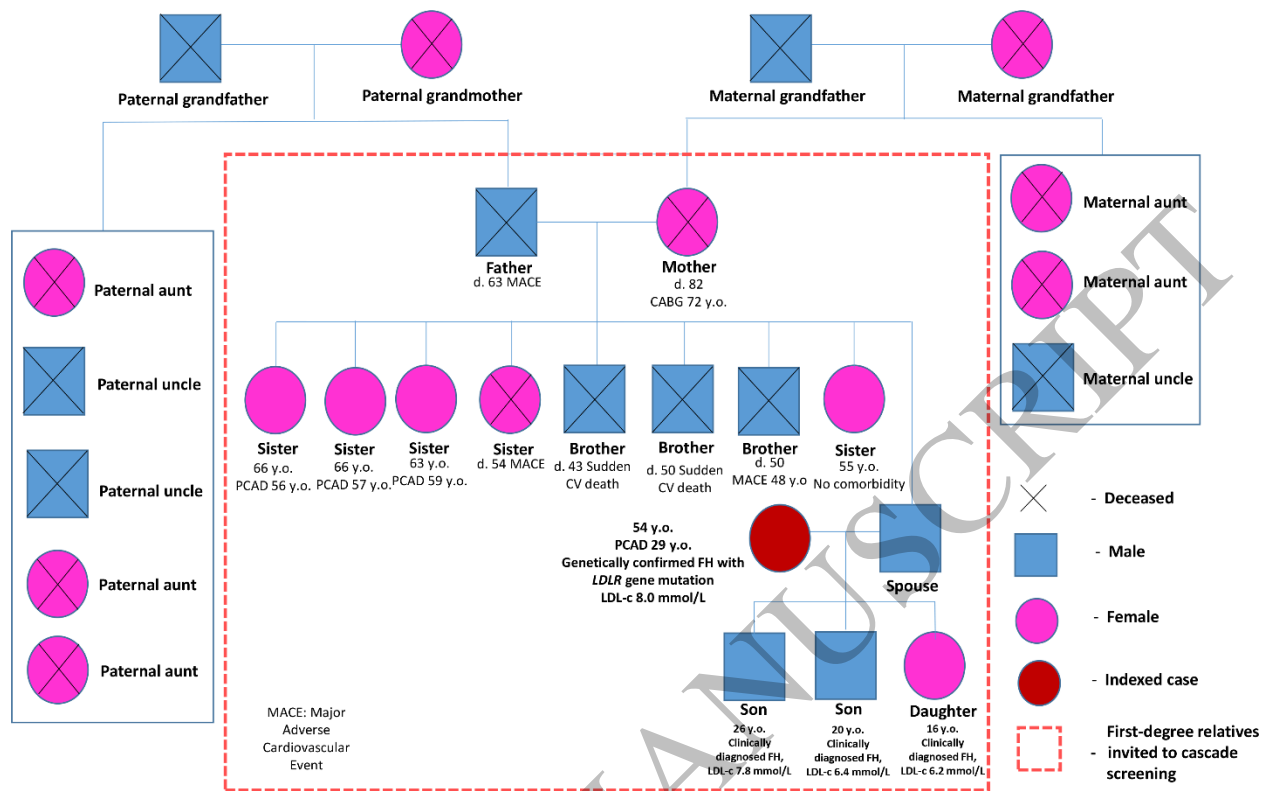 Paternal grandfather
Paternal grandmother
Maternal grandfather
Maternal grandfather
Paternal aunt
Paternal uncle
Paternal uncle
Paternal aunt
Paternal aunt
Father
d. 63 MACE
Mother
d. 82
CABG 72 y.o.
Maternal aunt
Maternal aunt
Maternal uncle
Sister
66 y.o.
PCAD 56 y.o.
Sister
66 y.o.
PCAD 57 y.o.
Sister
63 y.o.
PCAD 59 y.o.
Sister
d. 54 MACE
Brother
d. 43 Sudden
CV death
Brother
d. 50 Sudden
CV death
Brother
d. 50
MACE 48 y.o
Sister
55 y.o.
No comorbidity
54 y.o.
PCAD 29 y.o.
Genetically confirmed FH with
LDLR gene mutation
LDL-c 8.0 mmol/L
Spouse
Son
26 y.o.
Clinically
diagnosed FH,
LDL-c 7.8 mmol/L
Son
20 y.o.
Clinically
diagnosed FH,
LDL-c 6.4 mmol/L
Daughter
16 y.o.
Clinically
diagnosed FH,
LDL-c 6.2 mmol/L
MACE: Major
Adverse
Cardiovascular
Event
- Deceased
- Male
- Female
- Indexed case
First-degree relatives
- invited to cascade
screening
ANUSCRIPT